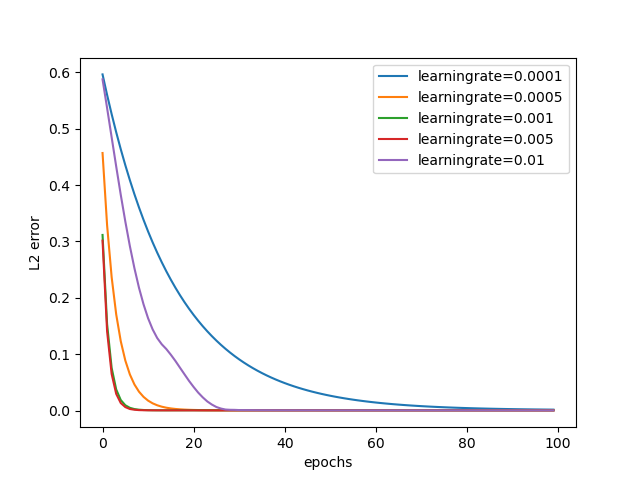 0.6
0.5
0.4
0.3
0.2
0.1
0.0
L2 error
learningrate=0.0001
learningrate=0.0005
learningrate=0.001
learningrate=0.005
learningrate=0.01
0 20 40 60 80 100
epochs